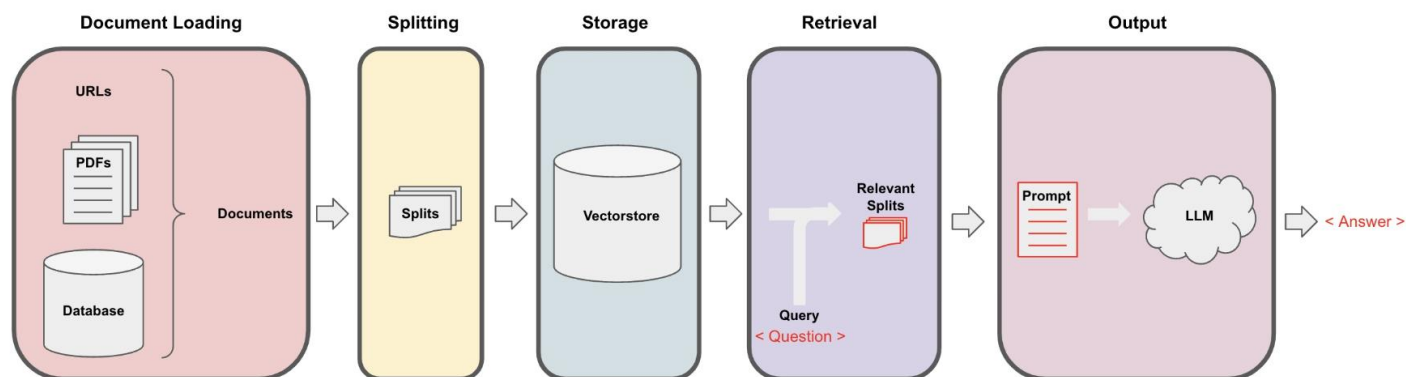 Document Loading
Splitting
Storage
Retrieval
Output
URLs
PDFs
Documents
Database
Splits
Vectorstore
Relevant
Splits
Query
< Question >
Prompt
LLM
< Answer >